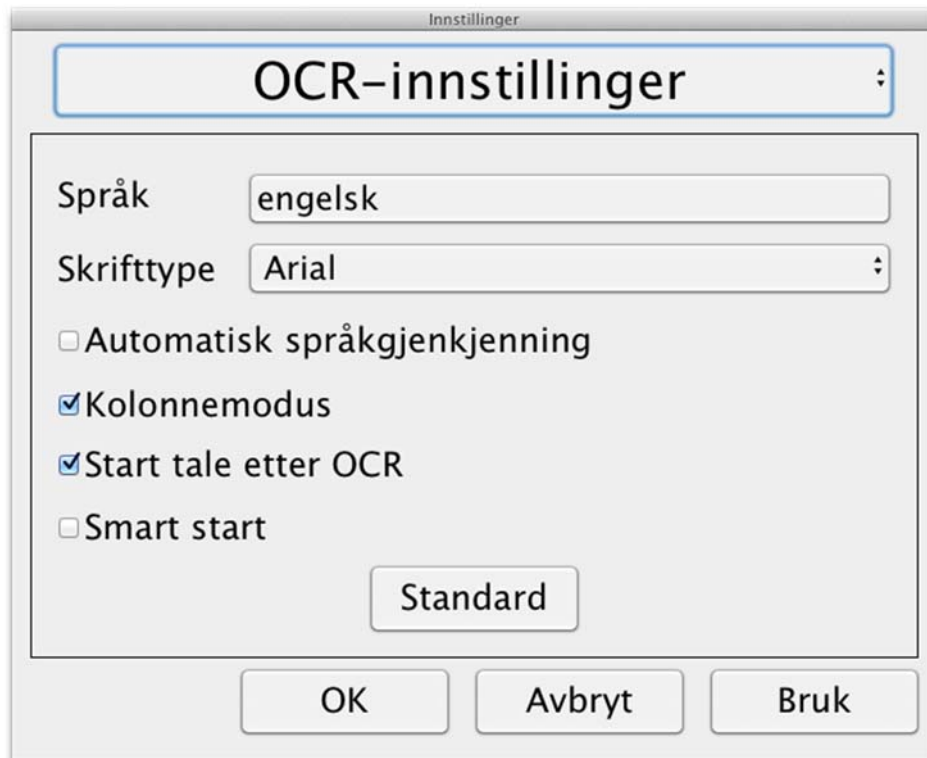 Innstillinger
OCR-innstillinger
Språk engelsk
Skrifttype Arial
Automatisk språkgjenkjenning
Kolonnemodus
Start tale etter OCR
Smart start
Standard
OK Avbryt Bruk